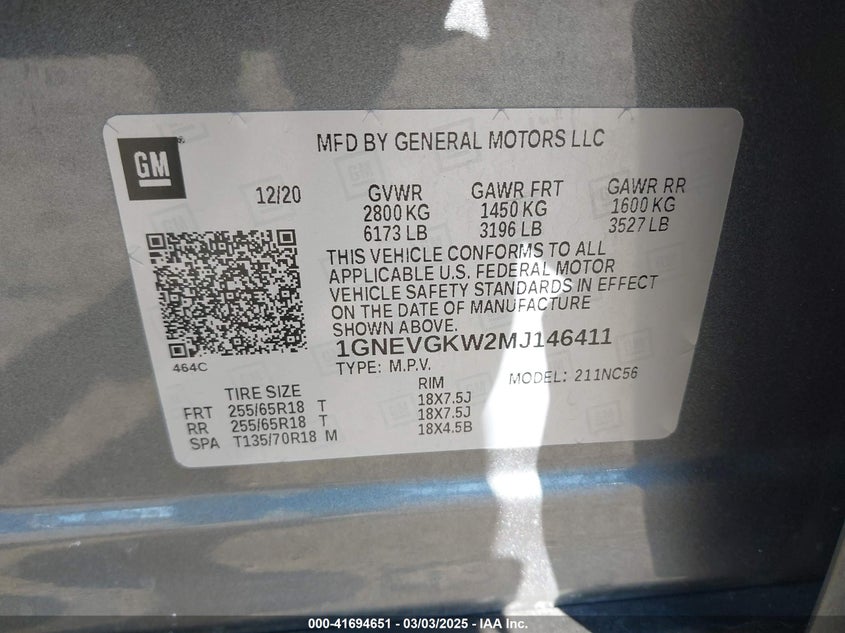 GM
MFD BY GENERAL MOTORS LLC
12/20
GVWR GAWR FRT GAWR RR
2800 KG 1450 KG 1600 KG
6173 LB 3196 LB 3527 LB
THIS VEHICLE CONFORMS TO ALL
APPLICABLE U.S. FEDERAL MOTOR
VEHICLE SAFETY STANDARDS IN EFFECT
ON THE DATE OF MANUFACTURE
SHOWN ABOVE.
1GNEVGKW2MJ146411
TYPE: M.P.V. MODEL: 211NC56
464C
TIRE SIZE RIM
FRT 255/65R18 T 18X7.5J
RR 255/65R18 T 18X7.5J
SPA T135/70R18 M 18X4.5B
000-41694651 - 03/03/2025 - IAA Inc.